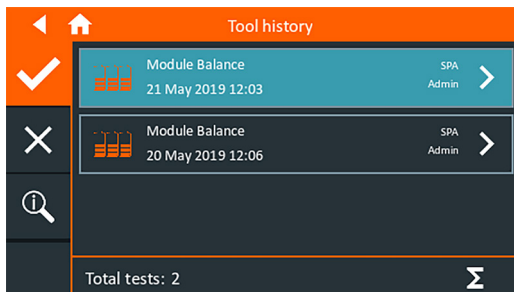 Tool history
Module Balance
SPA
21 May 2019 12:03
Admin
Module Balance
SPA
20 May 2019 12:06
Admin
Total tests: 2
Σ